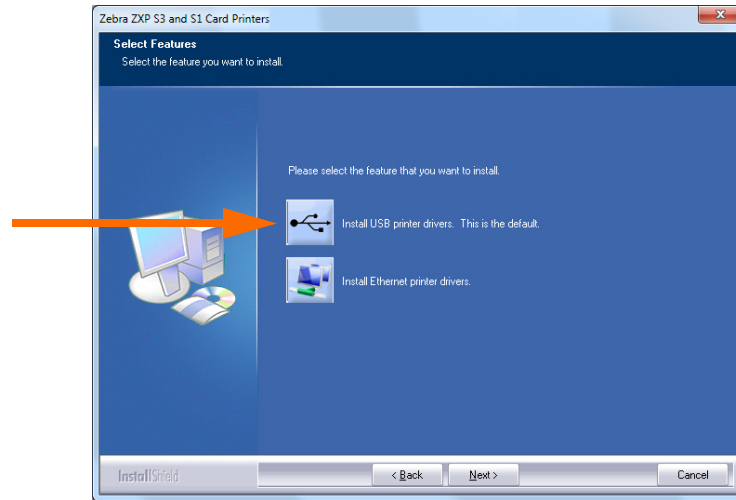 Zebra ZXP S3 and S1 Card Printers
Select Features
Select the feature you want to install.
Please select the feature that you want to install.
Install USB printer drivers. This is the default.
Install Ethernet printer drivers.
InstallShield
< Back
Next >
Cancel